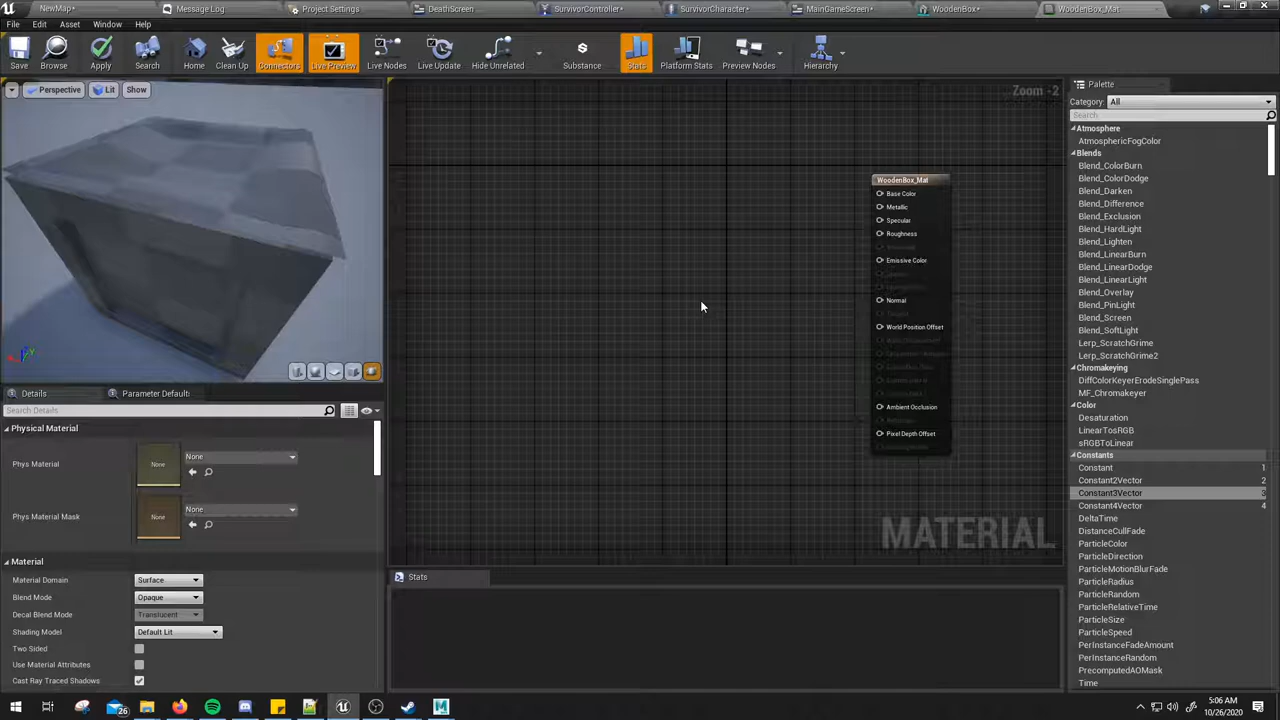 NewMap*
Message Log
Project Settings
DeathScreen
SurvivorController*
SurvivorCharacter*
MainGameScreen*
WoodenBox*
WoodenBox_Mat
File Edit Asset Window Help
Save
Browse
Apply
Search
Home
Clean Up
Connectors
Live Preview
Live Nodes
Live Update
Hide Unrelated
Substance
Stats
Platform Stats
Preview Nodes
Hierarchy
Perspective
Lit
Show
Zoom -2
WoodenBox_Mat
Base Color
Metallic
Specular
Roughness
Emissive Color
Normal
World Position Offset
Ambient Occlusion
Pixel Depth Offset
MATERIAL
Stats
Details
Parameter Default:
Search Details
Physical Material
Phys Material
None
None
Phys Material Mask
None
None
Material
Material Domain
Surface
Blend Mode
Opaque
Decal Blend Mode
Translucent
Shading Model
Default Lit
Two Sided
Use Material Attributes
Cast Ray Traced Shadows
Palette
Category: All
Search
Atmosphere
AtmosphericFogColor
Blends
Blend_ColorBurn
Blend_ColorDodge
Blend_Darken
Blend_Difference
Blend_Exclusion
Blend_HardLight
Blend_Lighten
Blend_LinearBurn
Blend_LinearDodge
Blend_LinearLight
Blend_Overlay
Blend_PinLight
Blend_Screen
Blend_SoftLight
Lerp_ScratchGrime
Lerp_ScratchGrime2
Chromakeying
DiffColorKeyerErodeSinglePass
MF_Chromakeyer
Color
Desaturation
LinearTosRGB
sRGBToLinear
Constants
Constant 1
Constant2Vector 2
Constant3Vector 3
Constant4Vector 4
DeltaTime
DistanceCullFade
ParticleColor
ParticleDirection
ParticleMotionBlurFade
ParticleRadius
ParticleRandom
ParticleRelativeTime
ParticleSize
ParticleSpeed
PerInstanceFadeAmount
PerInstanceRandom
PrecomputedAOMask
Time
26
5:06 AM
10/26/2020